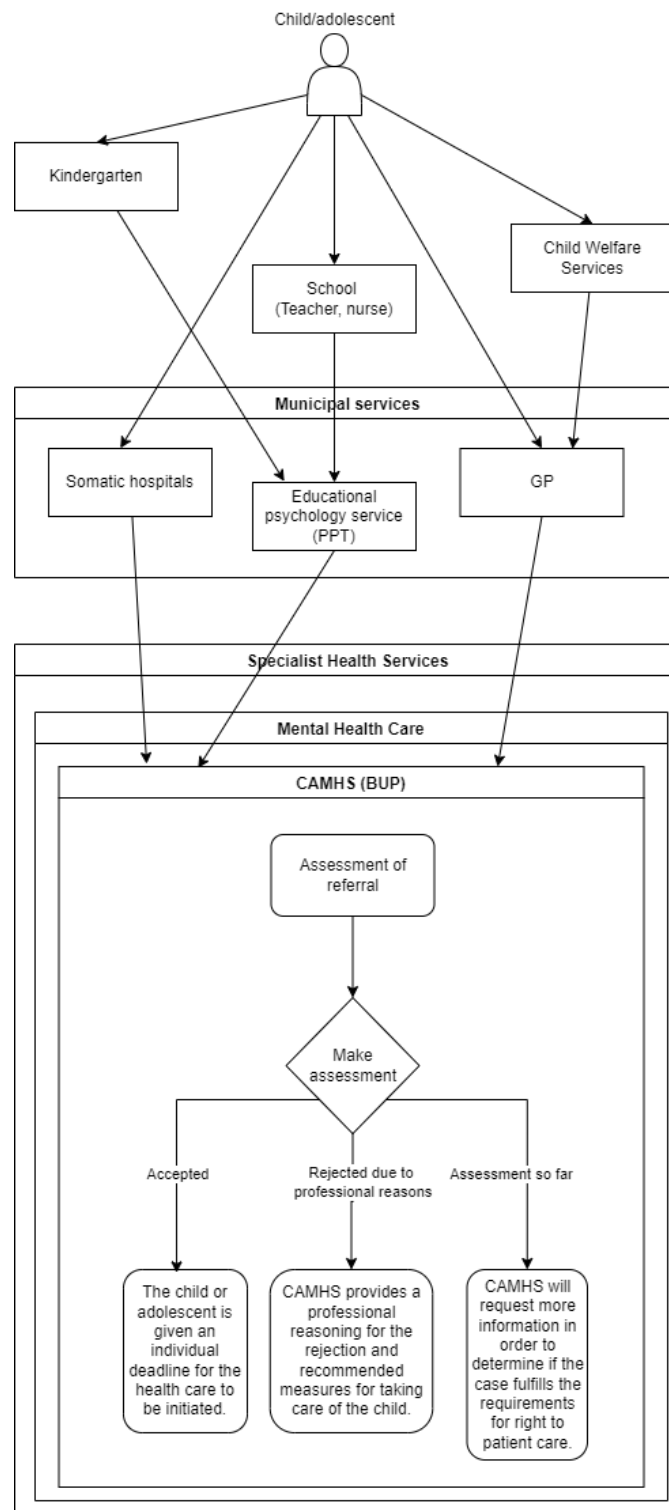 Child/adolescent
Kindergarten
Child Welfare
Services
School
(Teacher, nurse)
Municipal services
Somatic hospitals
Educational
psychology service
(PPT)
GP
Specialist Health Services
Mental Health Care
CAMHS (BUP)
Assessment of
referral
Make
assessment
Accepted
Rejected due to
professional reasons
Assessment so far
The child or
adolescent is
given an
individual
deadline for the
health care to
be initiated.
CAMHS provides a
professional
reasoning for the
rejection and
recommended
measures for taking
care of the child.
CAMHS will
request more
information in
order to
determine if the
case fulfills the
requirements
for right to
patient care.